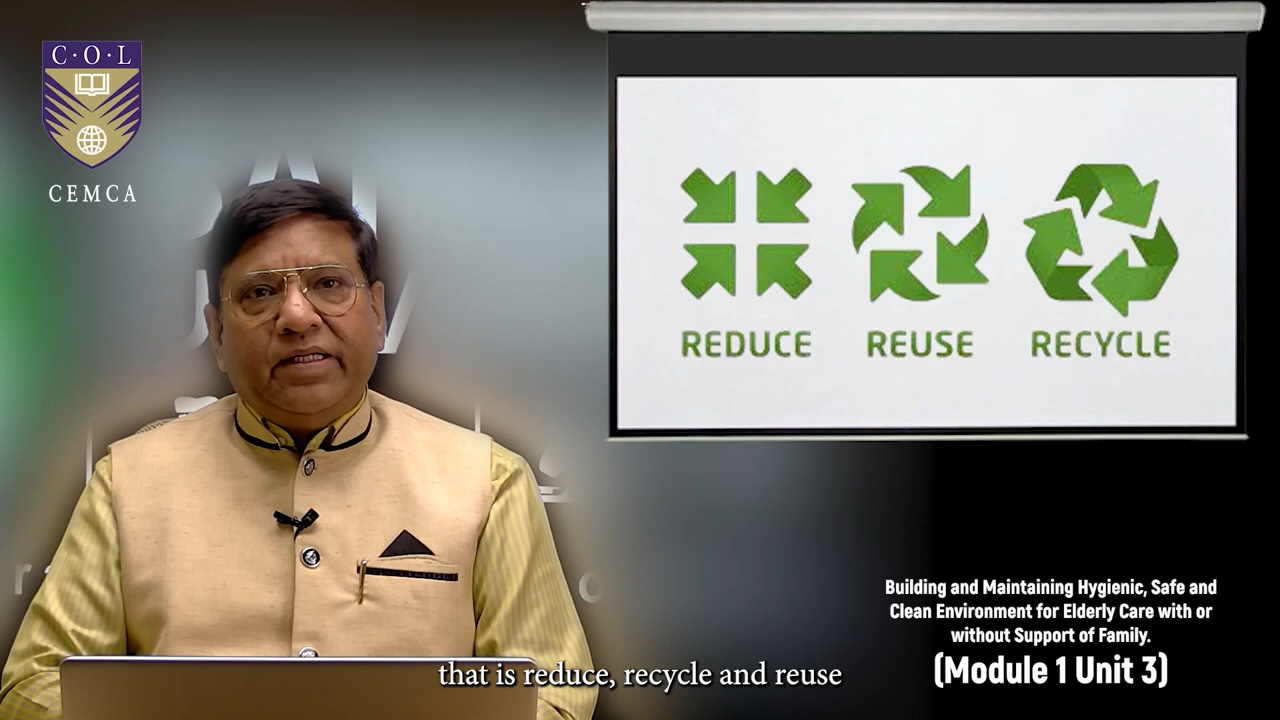 C·O·L
CEMCA
REDUCE REUSE RECYCLE
Building and Maintaining Hygienic, Safe and
Clean Environment for Elderly Care with or
without Support of Family.
(Module 1 Unit 3)
that is reduce, recycle and reuse